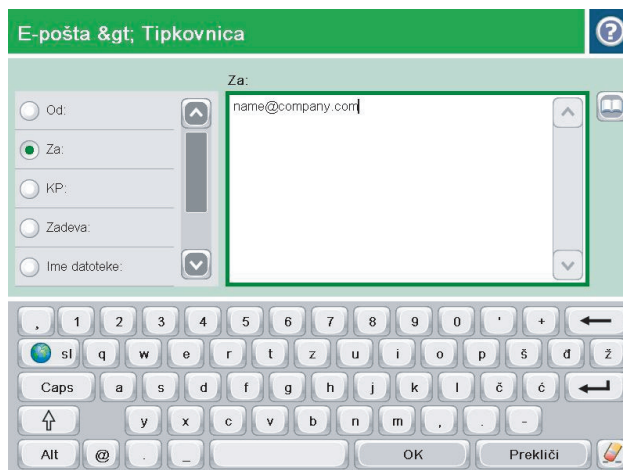 E-pošta &gt; Tipkovnica
?
Za:
name@company.com
Od:
Za:
KP:
Zadeva:
Ime datoteke:
¸ 1 2 3 4 5 6 7 8 9 0 ' +
sl q w e r t z u i o p š đ ž
Caps a s d f g h j k l č ć
y x c v b n m , . -
Alt @ . _ OK Prekliči